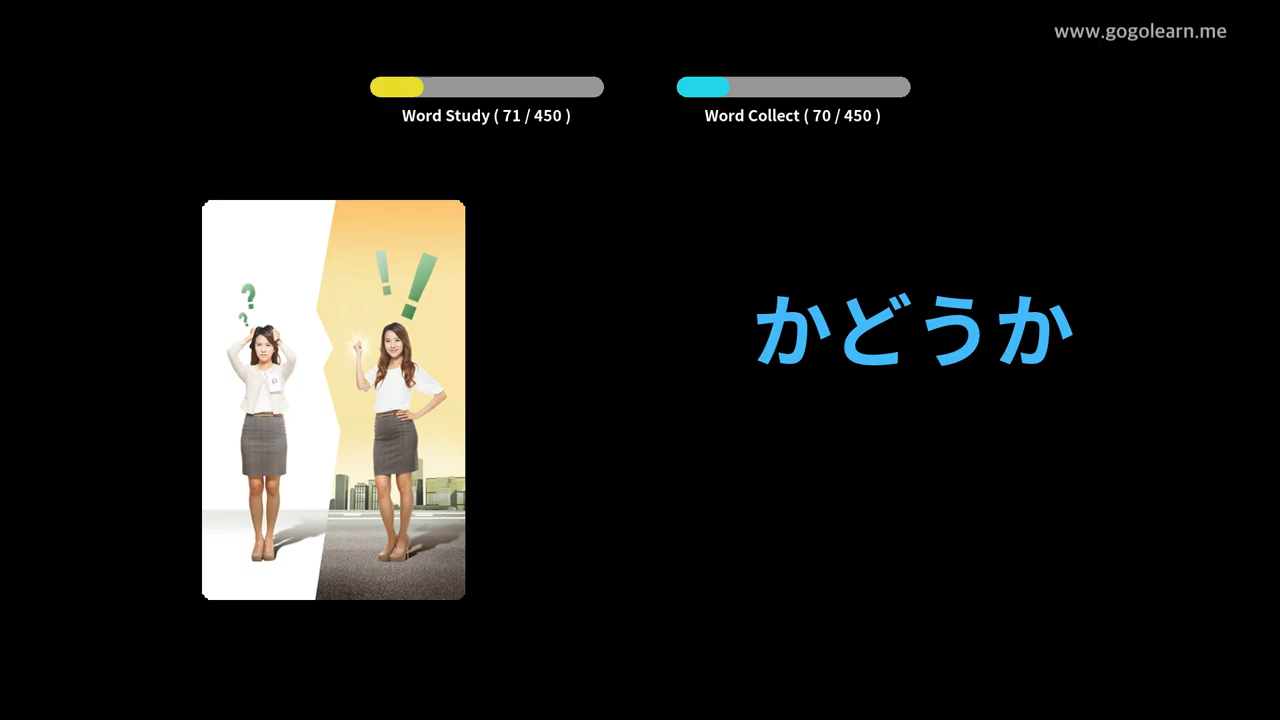 www.gogolearn.me
Word Study ( 71 / 450 )
Word Collect ( 70 / 450 )
? ?
! !
かどうか